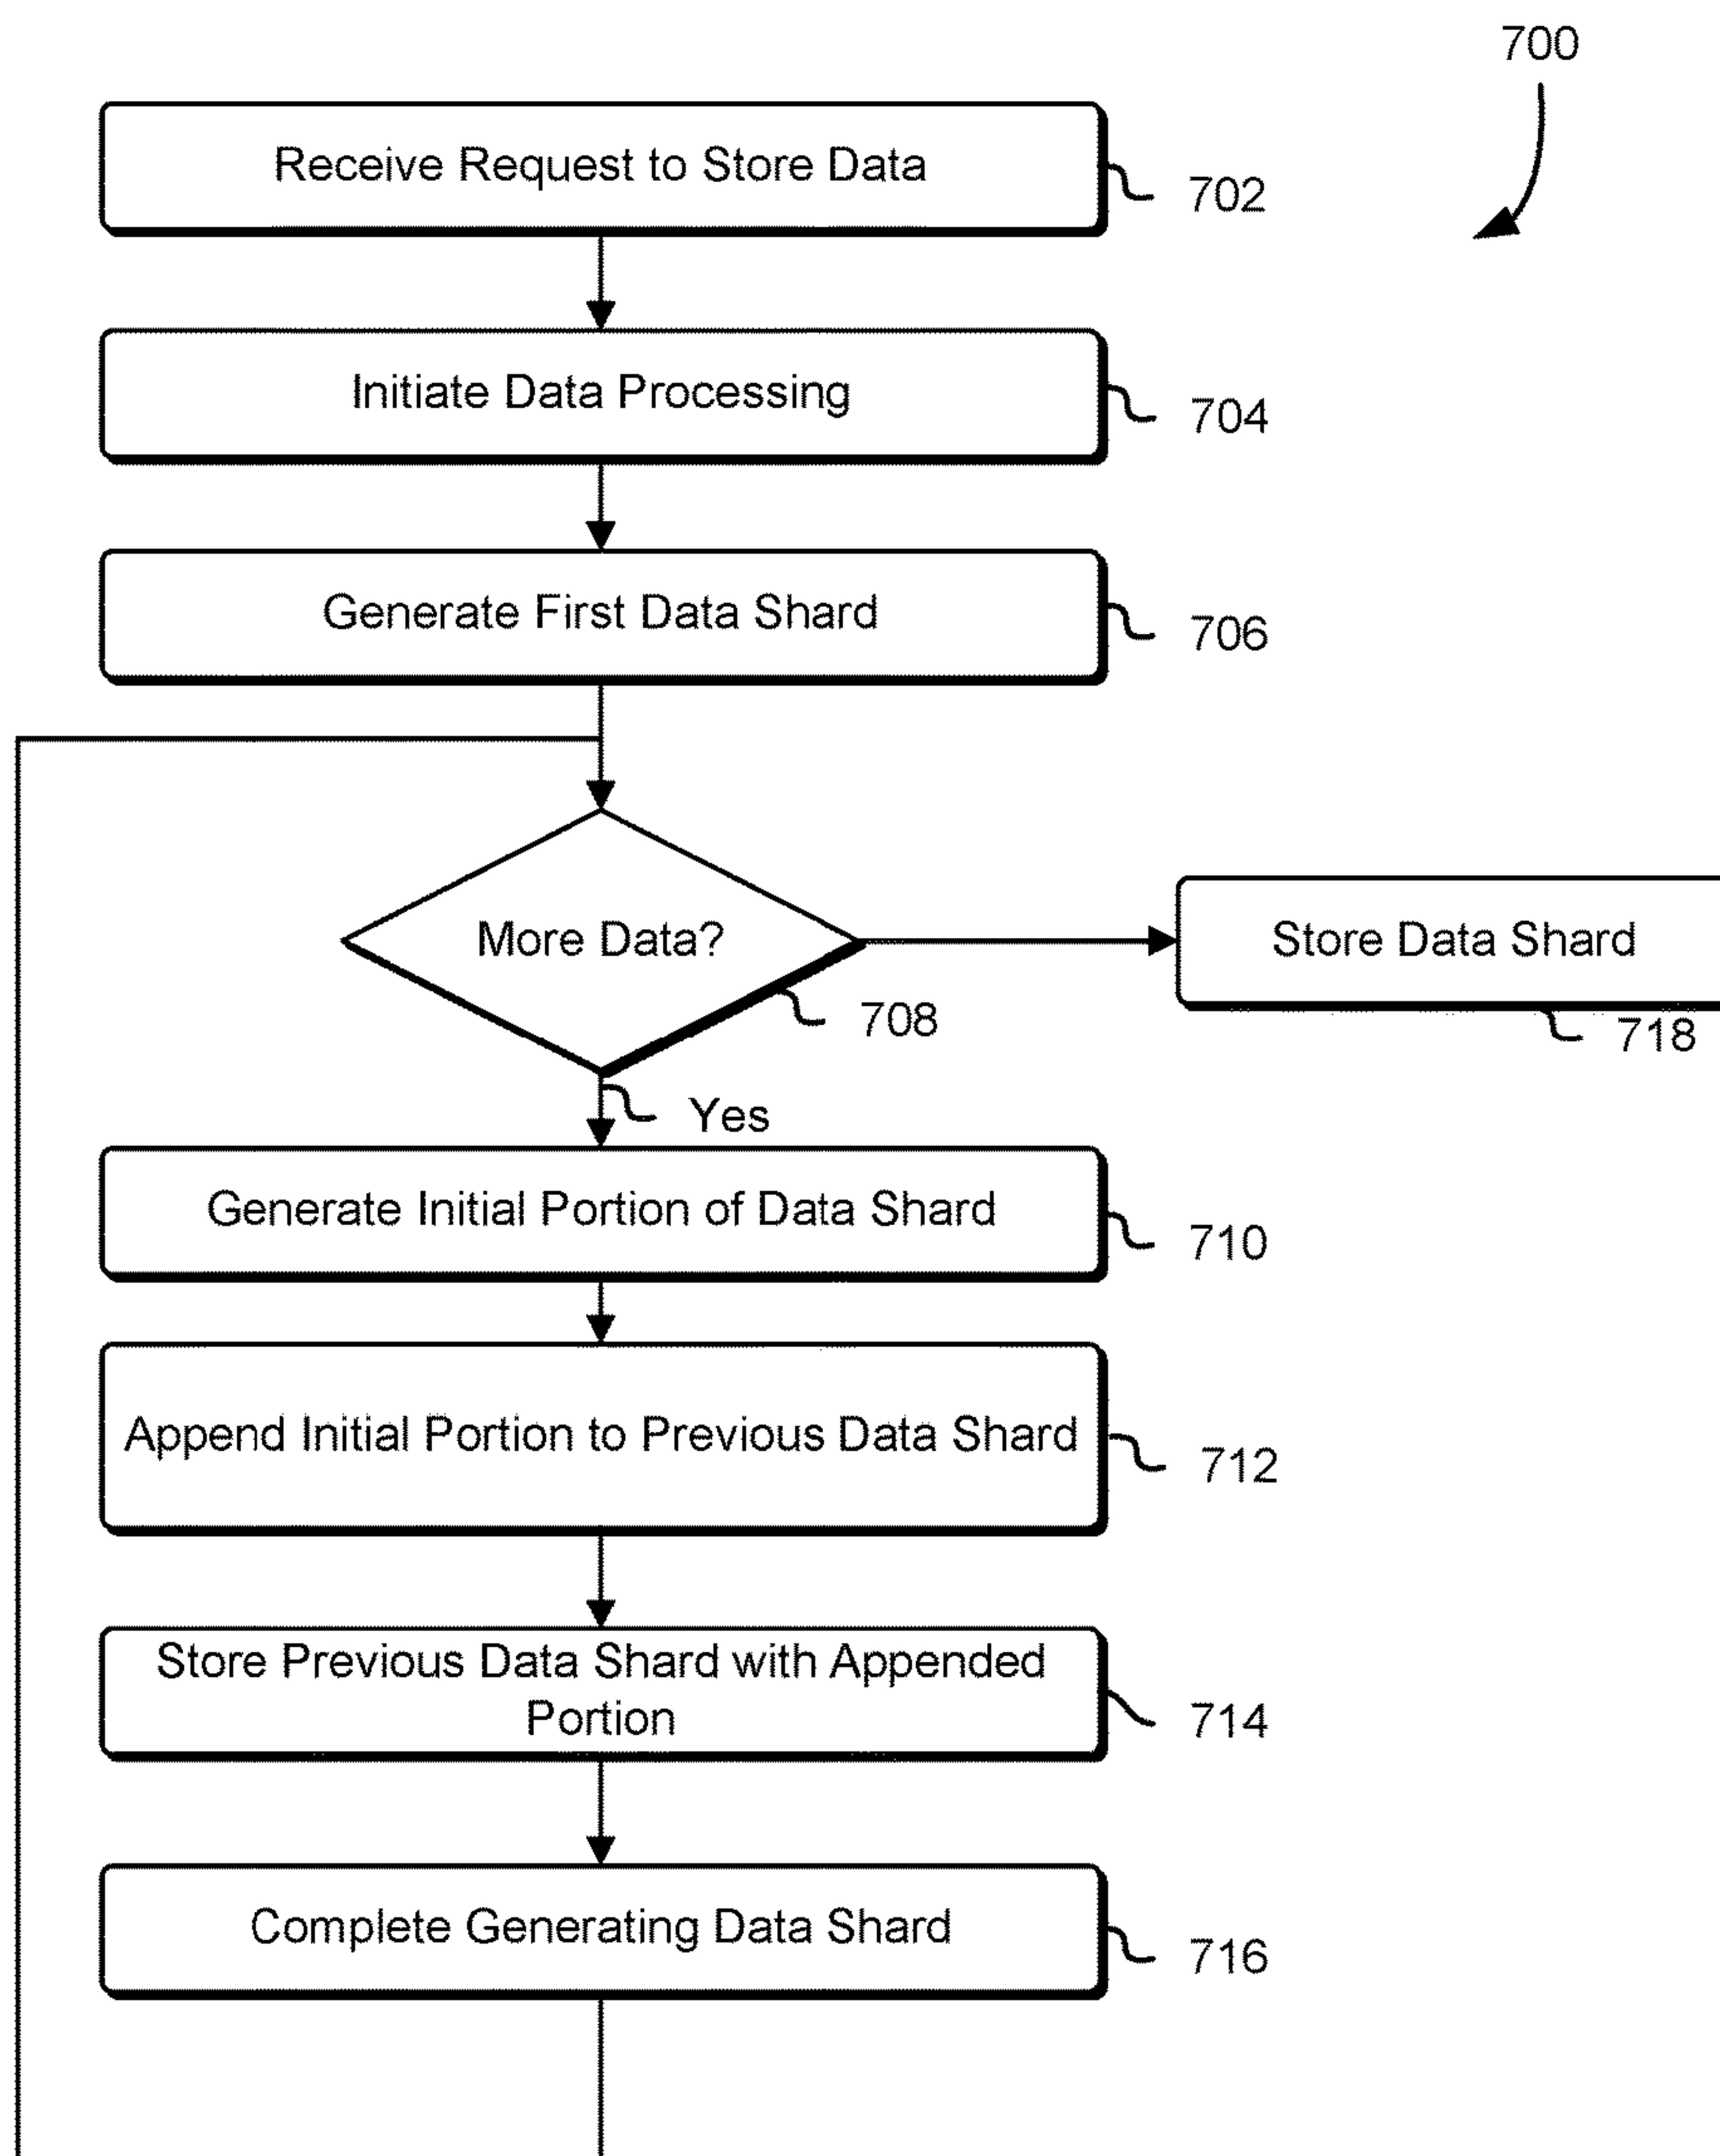 700
Receive Request to Store Data
702
Initiate Data Processing
704
Generate First Data Shard
706
More Data?
708
Store Data Shard
718
Yes
Generate Initial Portion of Data Shard
710
Append Initial Portion to Previous Data Shard
712
Store Previous Data Shard with Appended
Portion
714
Complete Generating Data Shard
716